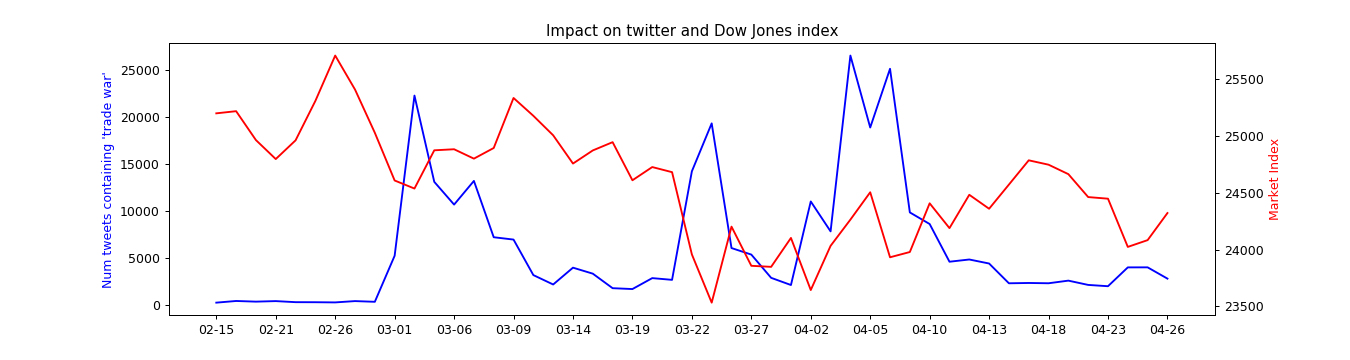 Impact on twitter and Dow Jones index
Num tweets containing 'trade war'
25000
20000
15000
10000
5000
0
25500
25000
24500
24000
23500
Market Index
02-15 02-21 02-26 03-01 03-06 03-09 03-14 03-19 03-22 03-27 04-02 04-05 04-10 04-13 04-18 04-23 04-26